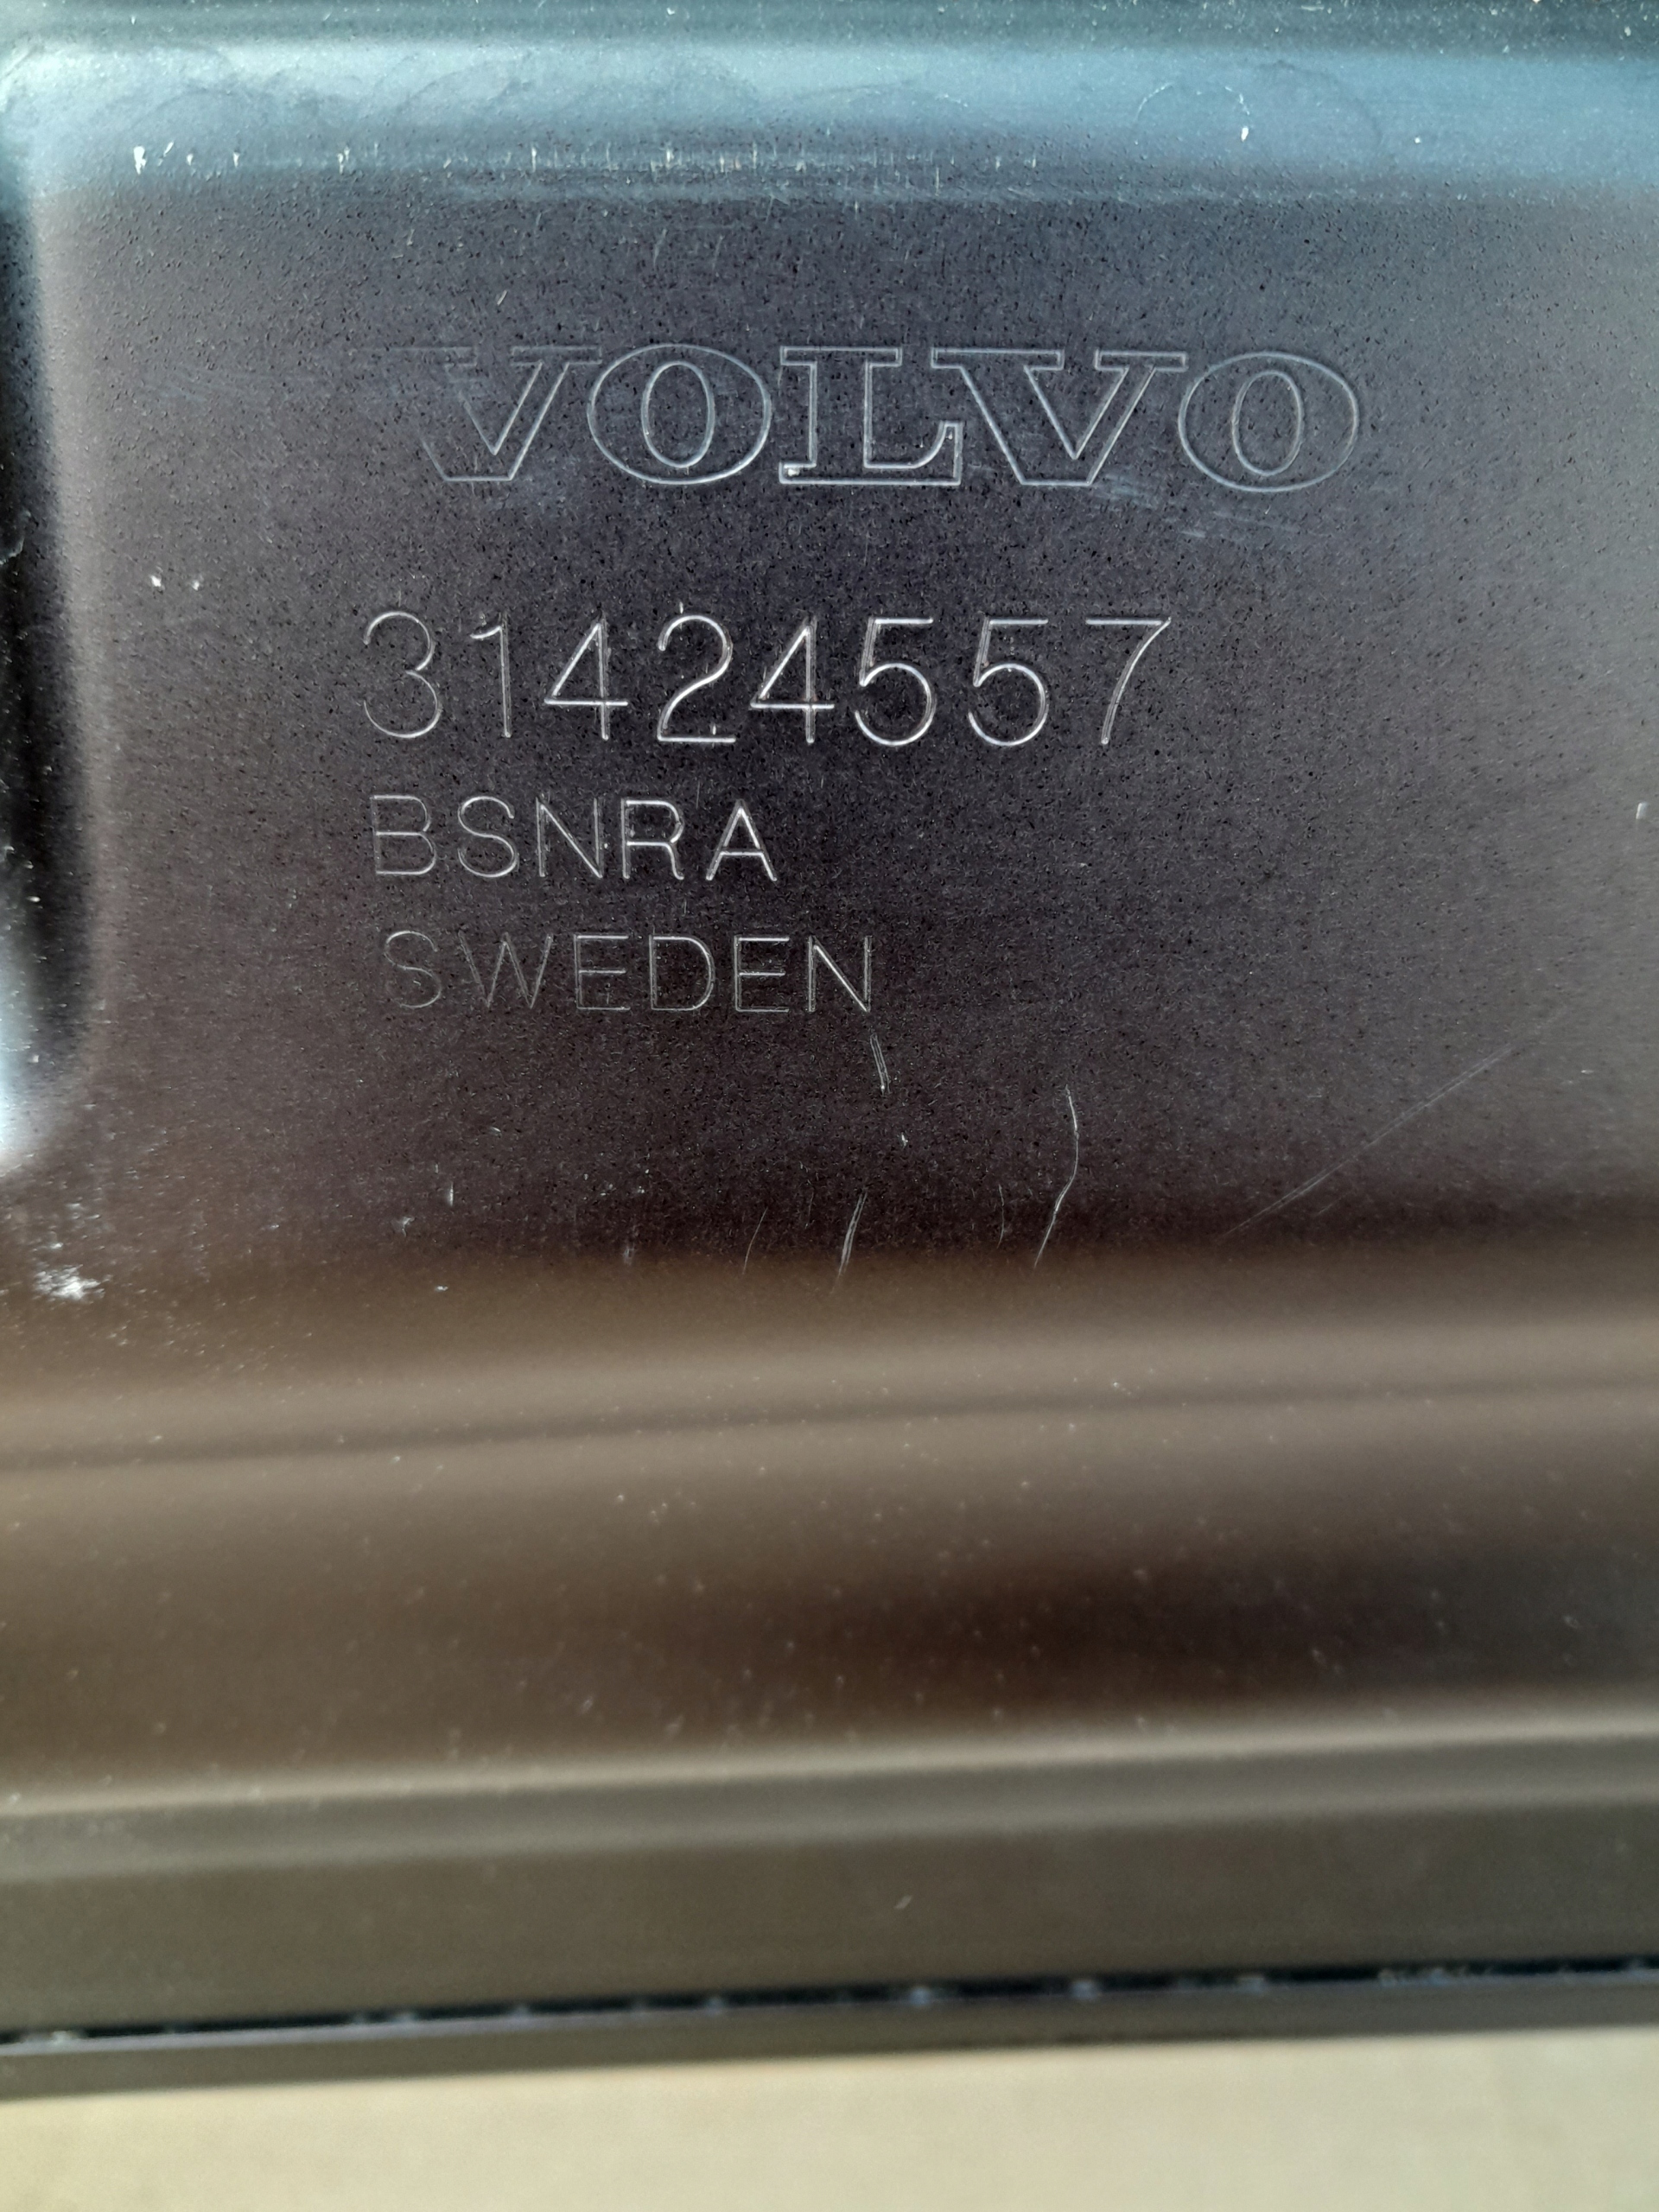 VOLVO
31424557
BSNRA
SWEDEN